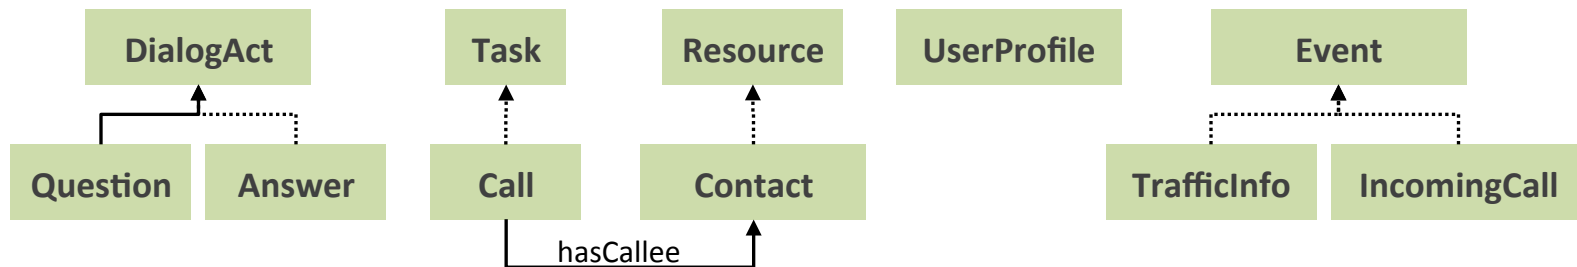 DialogAct Task Resource UserProfile Event
Question Answer Call Contact TrafficInfo IncomingCall
hasCallee